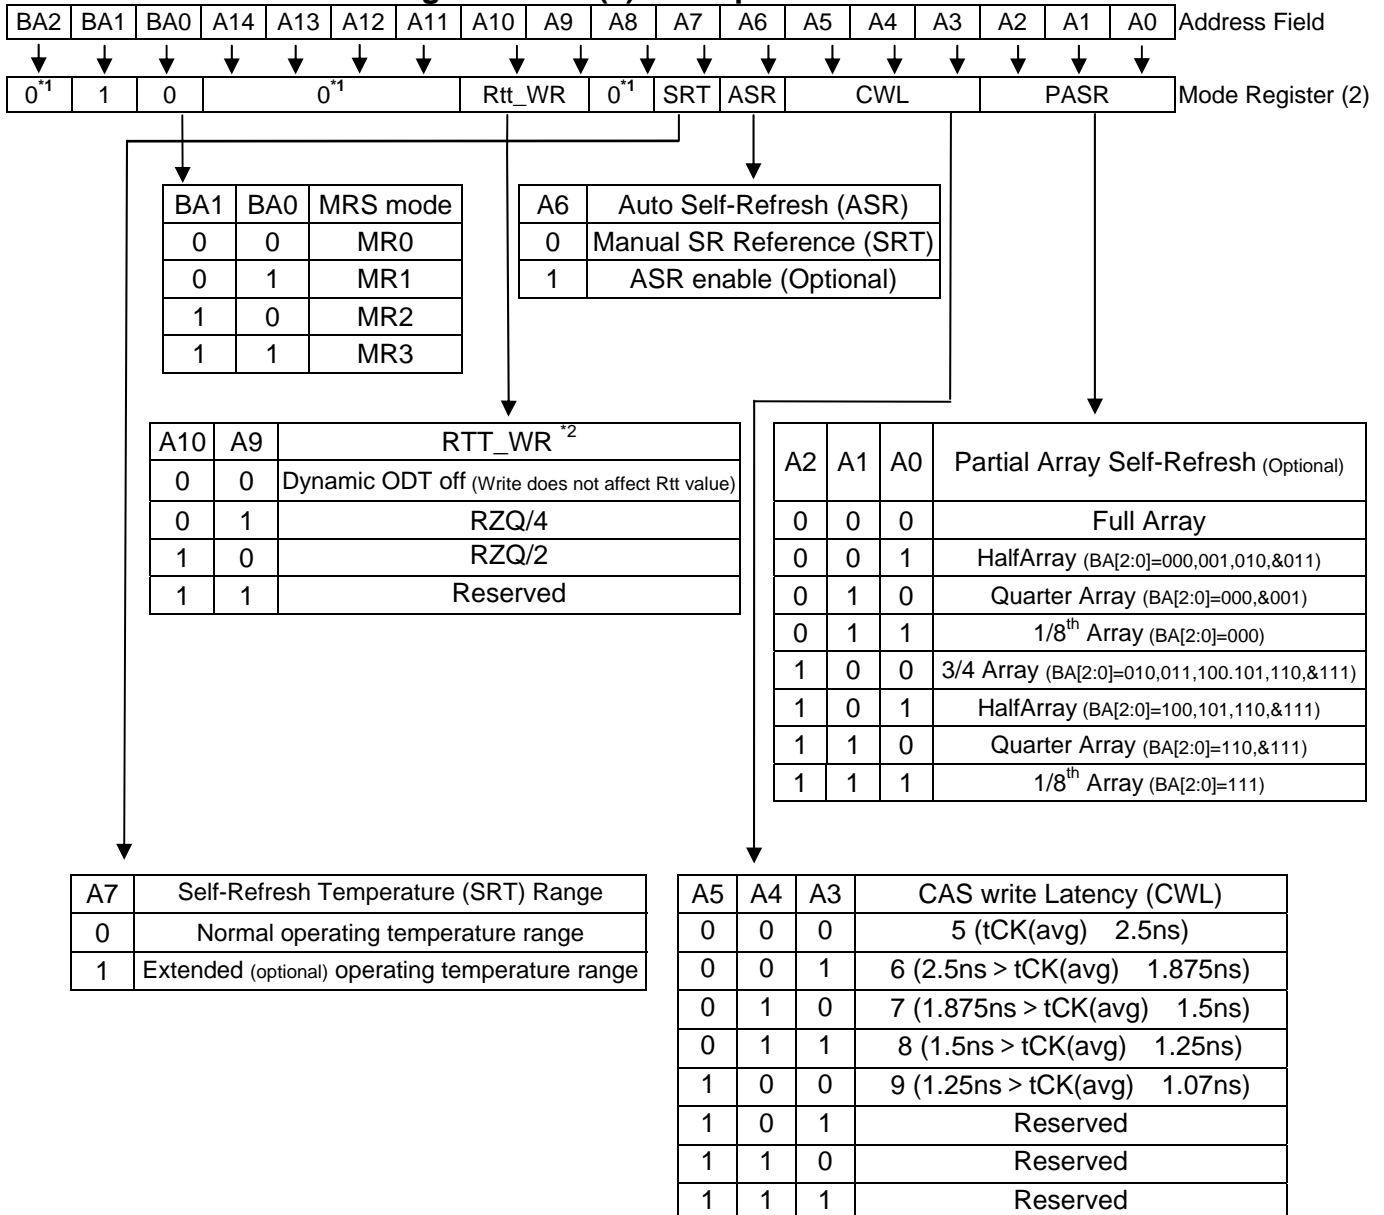 BA2 BA1 BA0 A14 A13 A12 A11 A10 A9 A8 A7 A6 A5 A4 A3 A2 A1 A0 Address Field
0*1 1 0 0*1 Rtt_WR 0*1 SRT ASR CWL PASR Mode Register (2)
BA1 BA0 MRS mode
0 0 MR0
0 1 MR1
1 0 MR2
1 1 MR3
A6 Auto Self-Refresh (ASR)
0 Manual SR Reference (SRT)
1 ASR enable (Optional)
A10 A9 RTT_WR *2
0 0 Dynamic ODT off (Write does not affect Rtt value)
0 1 RZQ/4
1 0 RZQ/2
1 1 Reserved
A2 A1 A0 Partial Array Self-Refresh (Optional)
0 0 0 Full Array
0 0 1 HalfArray (BA[2:0]=000,001,010,&011)
0 1 0 Quarter Array (BA[2:0]=000,&001)
0 1 1 1/8th Array (BA[2:0]=000)
1 0 0 3/4 Array (BA[2:0]=010,011,100.101,110,&111)
1 0 1 HalfArray (BA[2:0]=100,101,110,&111)
1 1 0 Quarter Array (BA[2:0]=110,&111)
1 1 1 1/8th Array (BA[2:0]=111)
A7 Self-Refresh Temperature (SRT) Range
0 Normal operating temperature range
1 Extended (optional) operating temperature range
A5 A4 A3 CAS write Latency (CWL)
0 0 0 5 (tCK(avg) 2.5ns)
0 0 1 6 (2.5ns > tCK(avg) 1.875ns)
0 1 0 7 (1.875ns > tCK(avg) 1.5ns)
0 1 1 8 (1.5ns > tCK(avg) 1.25ns)
1 0 0 9 (1.25ns > tCK(avg) 1.07ns)
1 0 1 Reserved
1 1 0 Reserved
1 1 1 Reserved